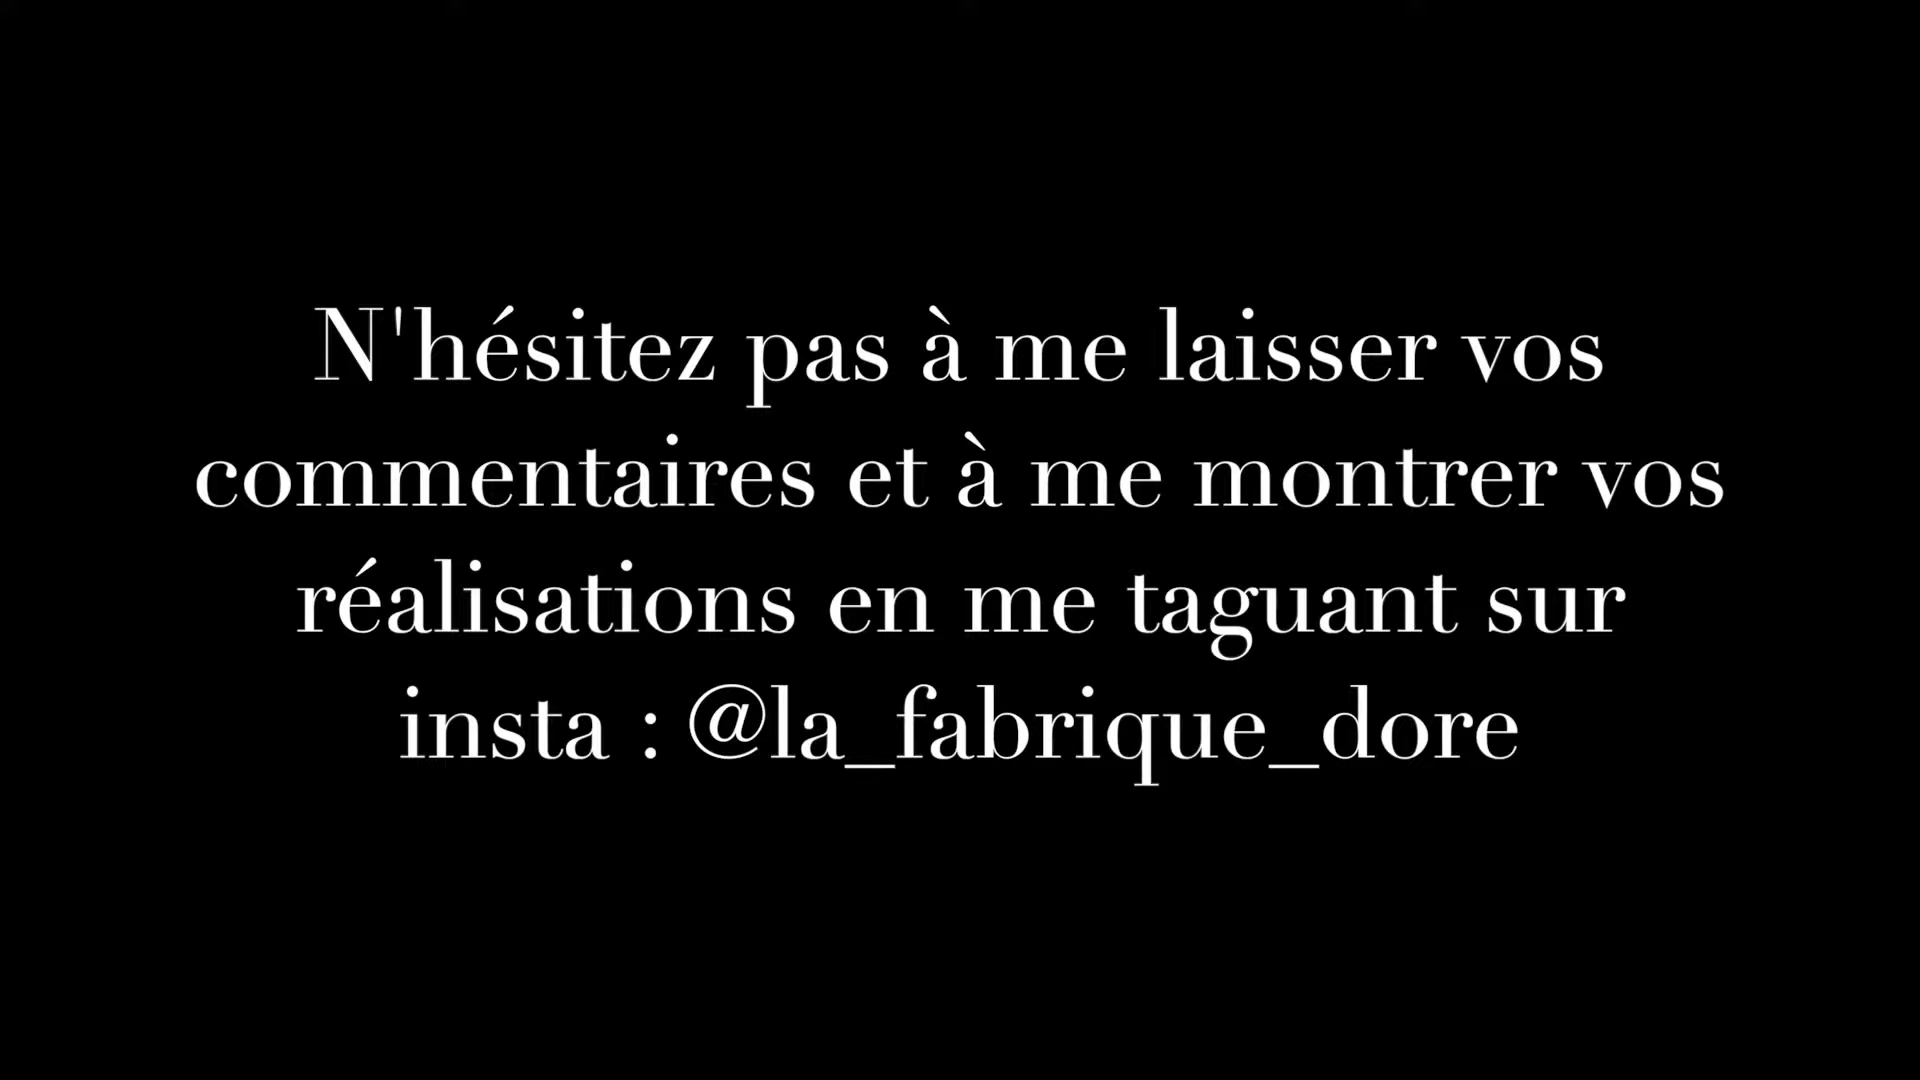 N'hésitez pas à me laisser vos
commentaires et à me montrer vos
réalisations en me taguant sur
insta : @la_fabrique_dore